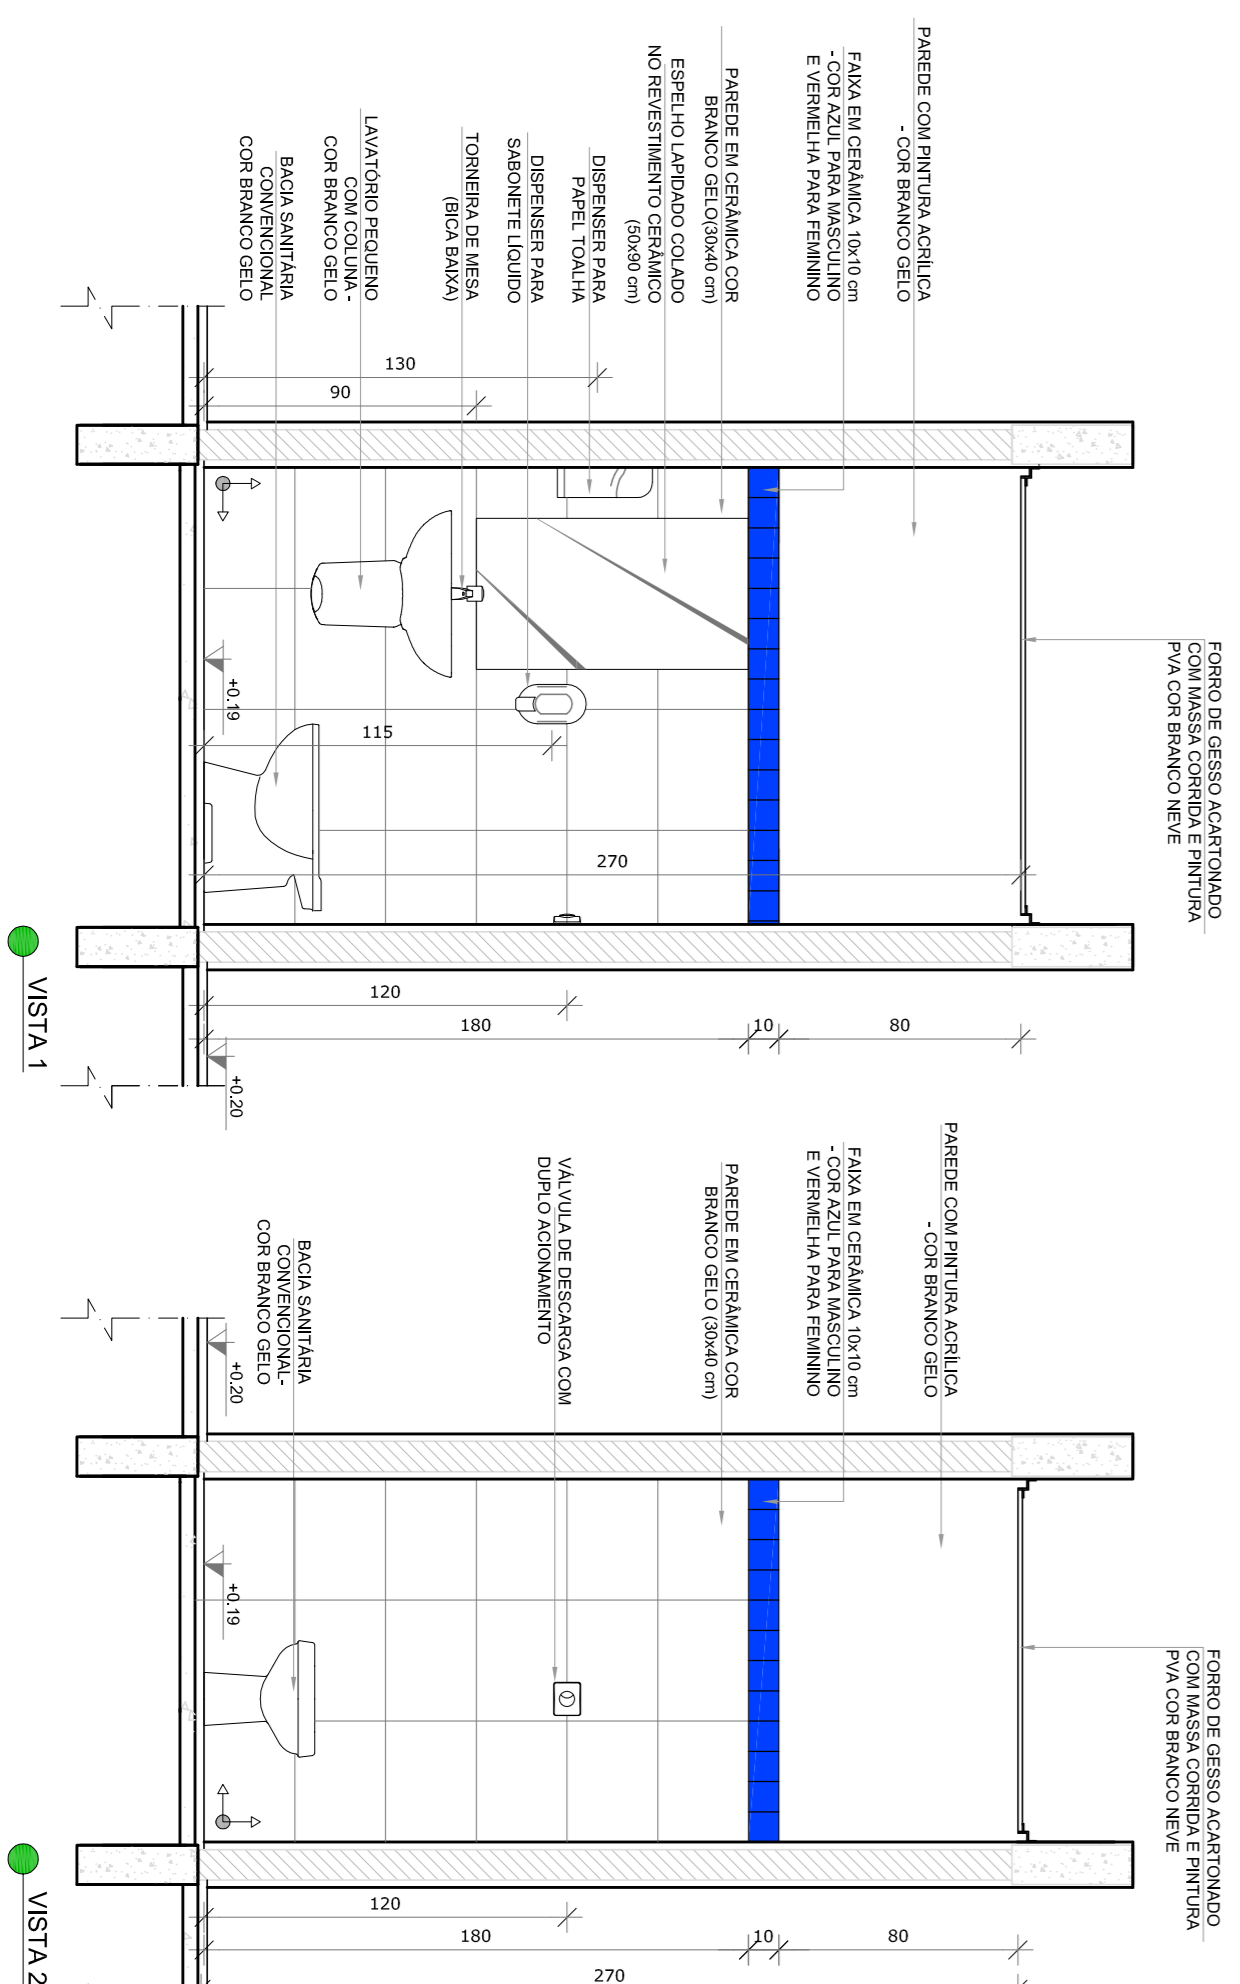 FORRO DE GESSO ACARTONADO
COM MASSA CORRIDA E PINTURA
PVA COR BRANCO NEVE
PAREDE COM PINTURA ACRÍLICA
- COR BRANCO GELO
FAIXA EM CERÂMICA 10x10 cm
- COR AZUL PARA MASCULINO
E VERMELHA PARA FEMININO
PAREDE EM CERÂMICA COR
BRANCO GELO(30x40 cm)
ESPELHO LAPIDADO COLADO
NO REVESTIMENTO CERÂMICO
(50x90 cm)
DISPENSER PARA
PAPEL TOALHA
DISPENSER PARA
SABONETE LÍQUIDO
TORNEIRA DE MESA
(BICA BAIXA)
LAVATÓRIO PEQUENO
COM COLUNA -
COR BRANCO GELO
BACIA SANITÁRIA
CONVENCIONAL
COR BRANCO GELO
130
90
115
270
+0.19
120
180
10
80
+0.20
VISTA 1
FORRO DE GESSO ACARTONADO
COM MASSA CORRIDA E PINTURA
PVA COR BRANCO NEVE
PAREDE COM PINTURA ACRÍLICA
- COR BRANCO GELO
FAIXA EM CERÂMICA 10x10 cm
- COR AZUL PARA MASCULINO
E VERMELHA PARA FEMININO
PAREDE EM CERÂMICA COR
BRANCO GELO (30x40 cm)
VÁLVULA DE DESCARGA COM
DUPLO ACIONAMENTO
BACIA SANITÁRIA
CONVENCIONAL-
COR BRANCO GELO
+0.20
+0.19
120
180
10
80
270
VISTA 2